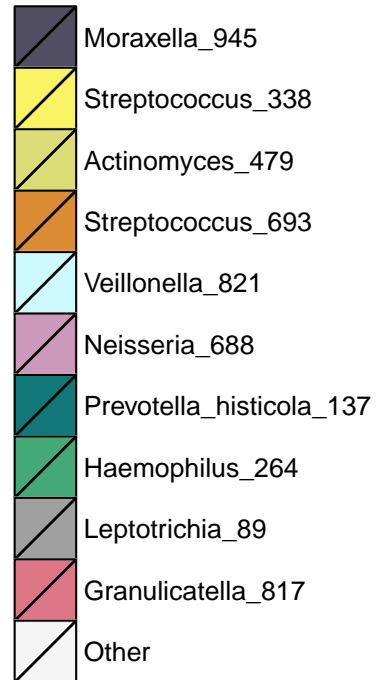 Moraxella_945
Streptococcus_338
Actinomyces_479
Streptococcus_693
Veillonella_821
Neisseria_688
Prevotella_histicola_137
Haemophilus_264
Leptotrichia_89
Granulicatella_817
Other